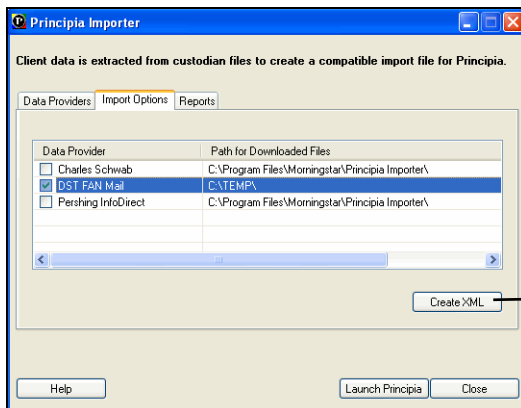 Principia Importer
Client data is extracted from custodian files to create a compatible import file for Principia.
Data Providers Import Options Reports
Data Provider Path for Downloaded Files
Charles Schwab C:\Program Files\Morningstar\Principia Importer\
DST FAN Mail C:\TEMP\
Pershing InfoDirect C:\Program Files\Morningstar\Principia Importer\
Create XML
Help Launch Principia Close